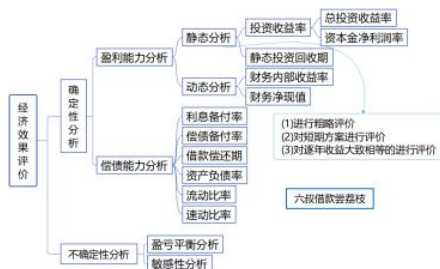 经济效果评价
确定性分析
盈利能力分析
静态分析
投资收益率
总投资收益率
资本金净利润率
静态投资回收期
动态分析
财务内部收益率
财务净现值
(1)进行粗略评价
(2)对短期方案进行评价
(3)对逐年收益大致相等的进行评价
偿债能力分析
利息备付率
偿债备付率
借款偿还期
资产负债率
流动比率
速动比率
六叔借款尝荔枝
不确定性分析
盈亏平衡分析
敏感性分析